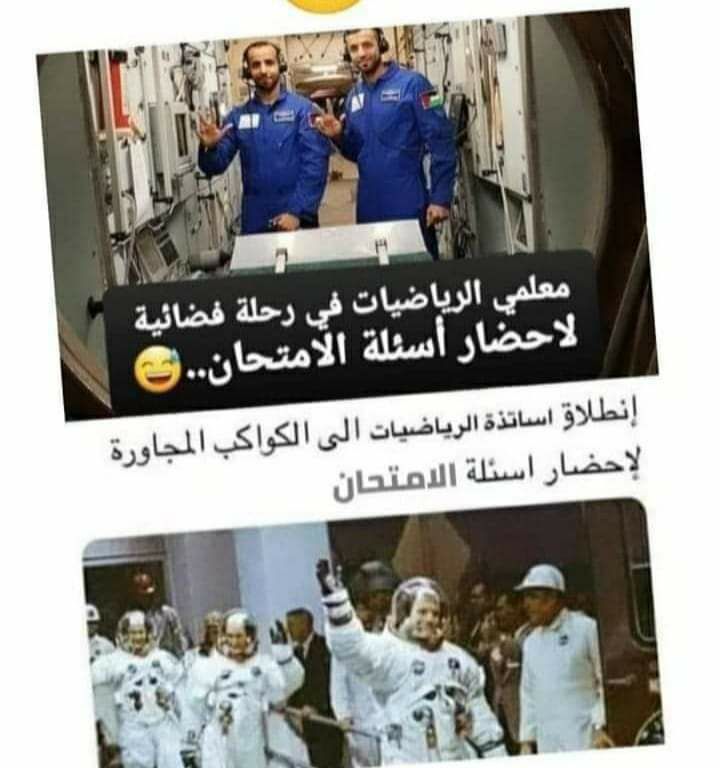 معلمي الرياضيات في رحلة فضائية
لاحضار أسئلة الامتحان..😅
إنطلاق اساتذة الرياضيات الى الكواكب المجاورة
لإحضار اسئلة الامتحان